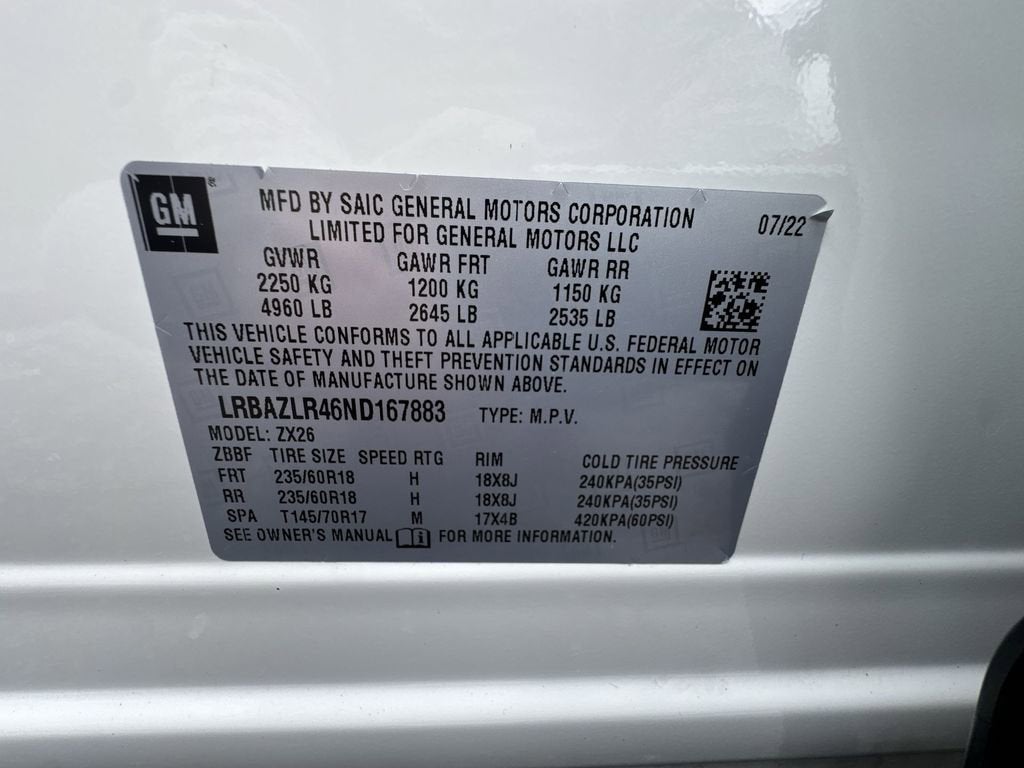 GM
MFD BY SAIC GENERAL MOTORS CORPORATION 07/22
LIMITED FOR GENERAL MOTORS LLC
GVWR GAWR FRT GAWR RR
2250 KG 1200 KG 1150 KG
4960 LB 2645 LB 2535 LB
THIS VEHICLE CONFORMS TO ALL APPLICABLE U.S. FEDERAL MOTOR
VEHICLE SAFETY AND THEFT PREVENTION STANDARDS IN EFFECT ON
THE DATE OF MANUFACTURE SHOWN ABOVE.
LRBAZLR46ND167883 TYPE: M.P.V.
MODEL: ZX26
ZBBF TIRE SIZE SPEED RTG RIM COLD TIRE PRESSURE
FRT 235/60R18 H 18X8J 240KPA(35PSI)
RR 235/60R18 H 18X8J 240KPA(35PSI)
SPA T145/70R17 M 17X4B 420KPA(60PSI)
SEE OWNER'S MANUAL FOR MORE INFORMATION.